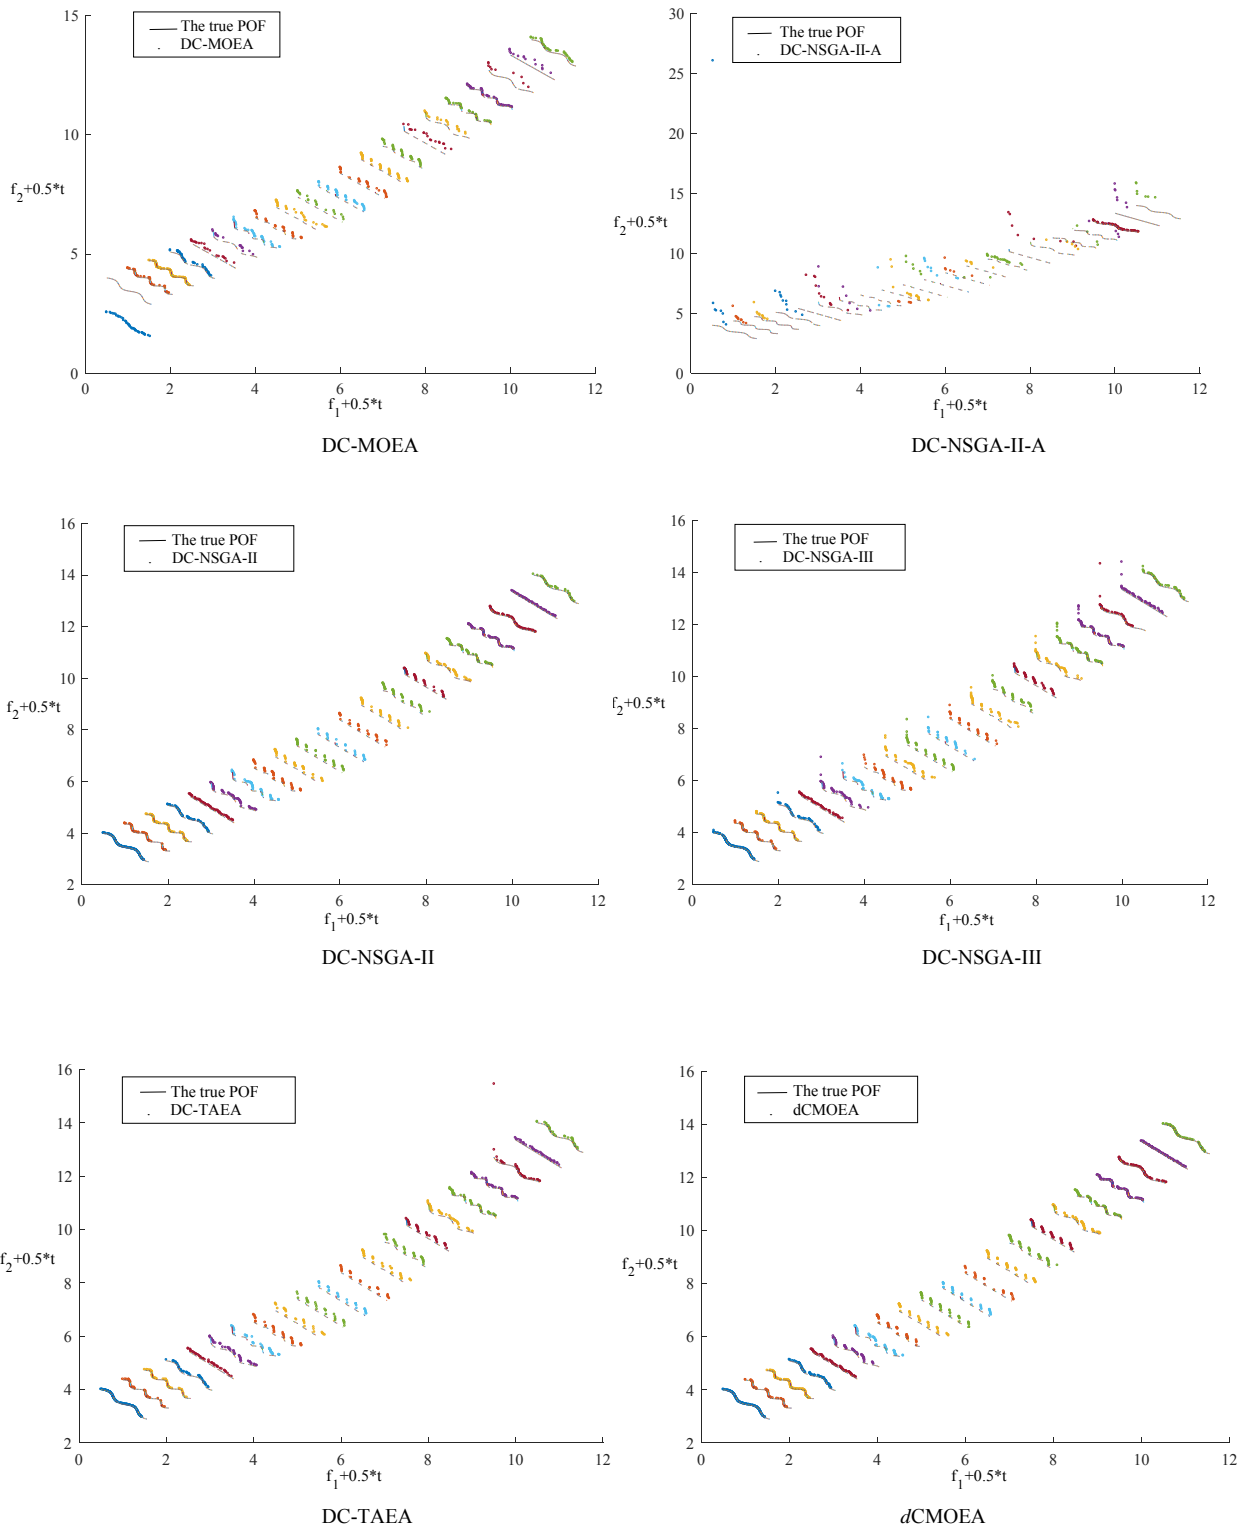 15
10
5
0
0 2 4 6 8 10 12
The true POF
DC-MOEA
f2+0.5*t
f1+0.5*t
DC-MOEA
30
25
20
15
10
5
0
0 2 4 6 8 10 12
The true POF
DC-NSGA-II-A
f2+0.5*t
f1+0.5*t
DC-NSGA-II-A
16
14
12
10
8
6
4
2
0 2 4 6 8 10 12
The true POF
DC-NSGA-II
f2+0.5*t
f1+0.5*t
DC-NSGA-II
16
14
12
10
8
6
4
2
0 2 4 6 8 10 12
The true POF
DC-NSGA-III
f2+0.5*t
f1+0.5*t
DC-NSGA-III
16
14
12
10
8
6
4
2
0 2 4 6 8 10 12
The true POF
DC-TAEA
f2+0.5*t
f1+0.5*t
DC-TAEA
16
14
12
10
8
6
4
2
0 2 4 6 8 10 12
The true POF
dCMOEA
f2+0.5*t
f1+0.5*t
dCMOEA